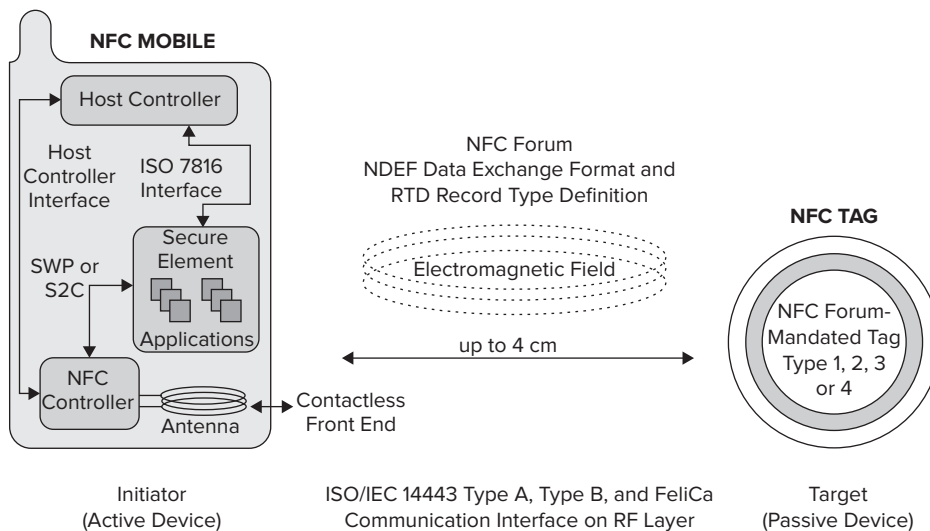 NFC MOBILE
Host Controller
Host
Controller
Interface
ISO 7816
Interface
Secure
Element
Applications
SWP or
S2C
NFC
Controller
Antenna
Contactless
Front End
NFC Forum
NDEF Data Exchange Format and
RTD Record Type Definition
Electromagnetic Field
up to 4 cm
NFC TAG
NFC Forum-
Mandated Tag
Type 1, 2, 3
or 4
Initiator
(Active Device)
ISO/IEC 14443 Type A, Type B, and FeliCa
Communication Interface on RF Layer
Target
(Passive Device)